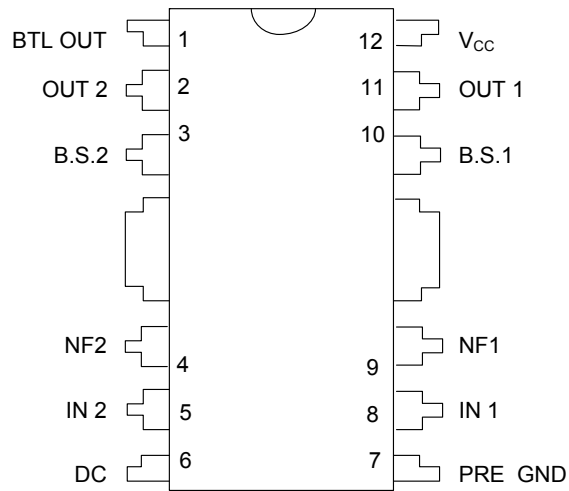 BTL OUT 1 12 VCC
OUT 2 2 11 OUT 1
B.S.2 3 10 B.S.1
NF2 4 9 NF1
IN 2 5 8 IN 1
DC 6 7 PRE GND